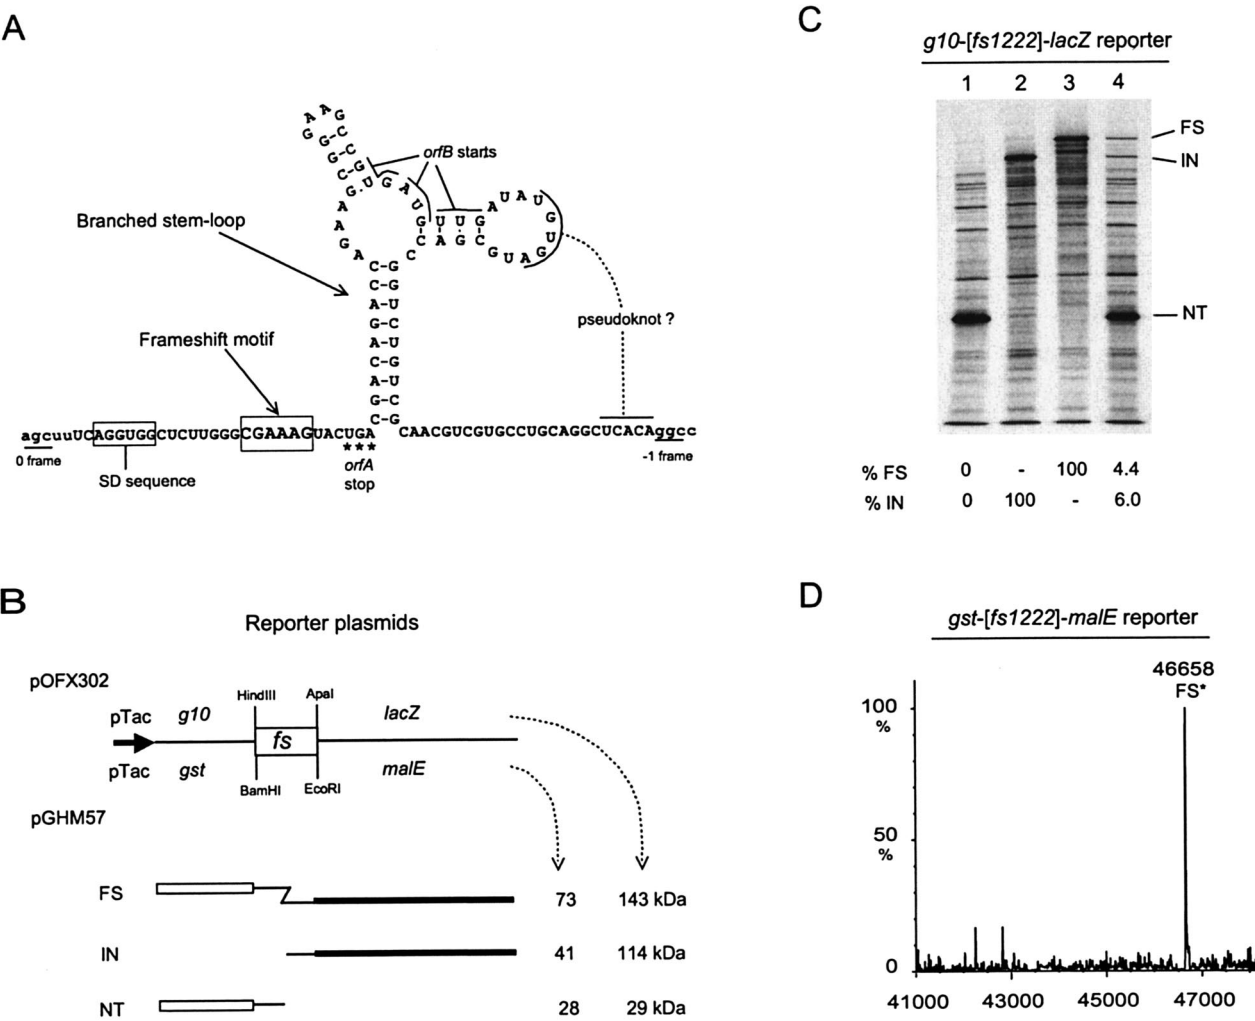 A
A A G
A G
G G-C
G-C
C-G
G·U G A U G U U G A U A U G U G A U G C G A C C
A A G A
orfB starts
Branched stem-loop
C-G
C-G
A-U
G-C
A-U
C-G
A-U
G-C
C-G
pseudoknot ?
Frameshift motif
agcuuUCAGGUGGCUCUUGGGCGAAAGUACUGA CAACGUCGUGCCUGCAGGCUCACAggcc
0 frame
SD sequence
★★★
orfA
stop
-1 frame
B
Reporter plasmids
pOFX302
HindIII ApaI
pTac g10 lacZ
fs
pTac gst malE
BamHI EcoRI
pGHM57
FS 73 143 kDa
IN 41 114 kDa
NT 28 29 kDa
C
g10-[fs1222]-lacZ reporter
1 2 3 4
FS
IN
NT
% FS 0 - 100 4.4
% IN 0 100 - 6.0
D
gst-[fs1222]-malE reporter
46658
FS*
100
%
50
%
0
41000 43000 45000 47000